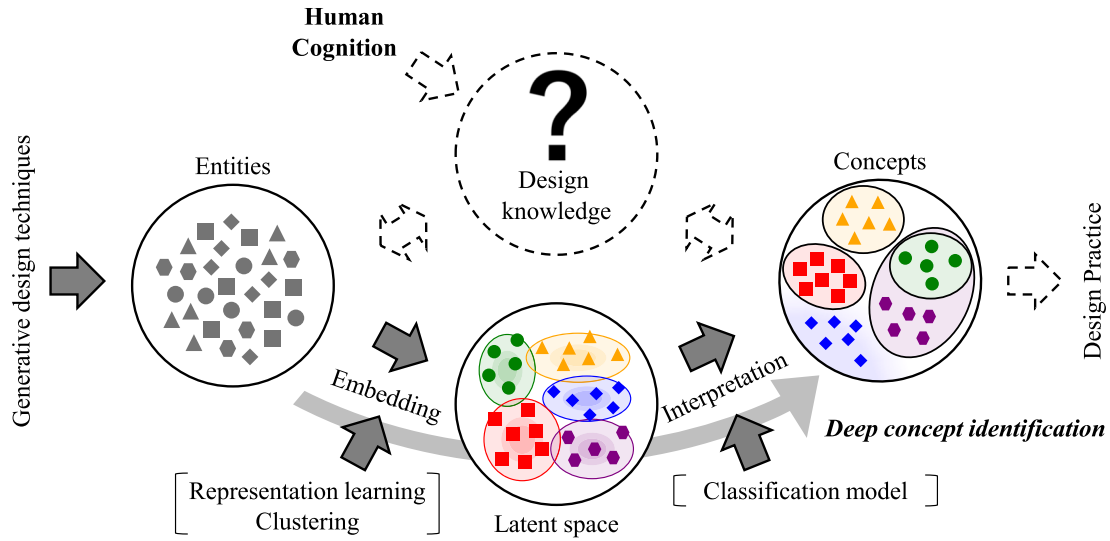 Human
Cognition
?
Design
knowledge
Generative design techniques
Entities
Concepts
Design Practice
Embedding
Interpretation
Deep concept identification
Representation learning
Clustering
Classification model
Latent space